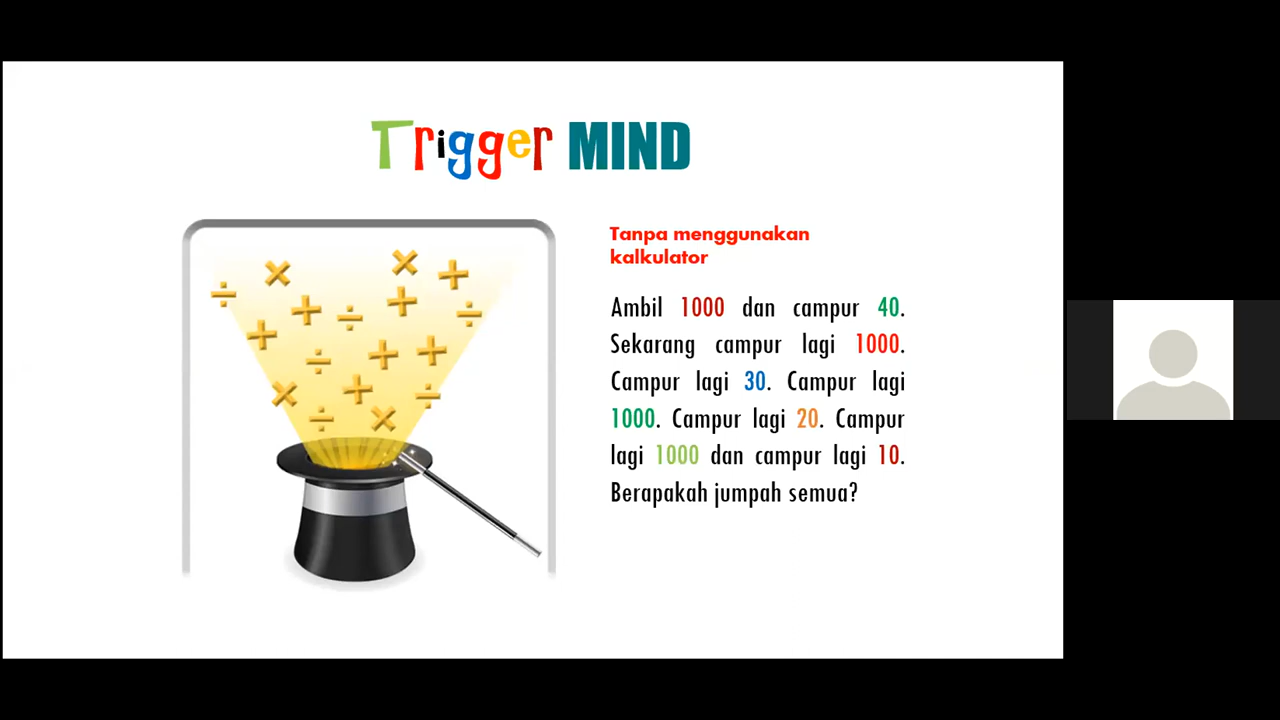 Trigger MIND
Tanpa menggunakan
kalkulator
Ambil 1000 dan campur 40.
Sekarang campur lagi 1000.
Campur lagi 30. Campur lagi
1000. Campur lagi 20. Campur
lagi 1000 dan campur lagi 10.
Berapakah jumpah semua?